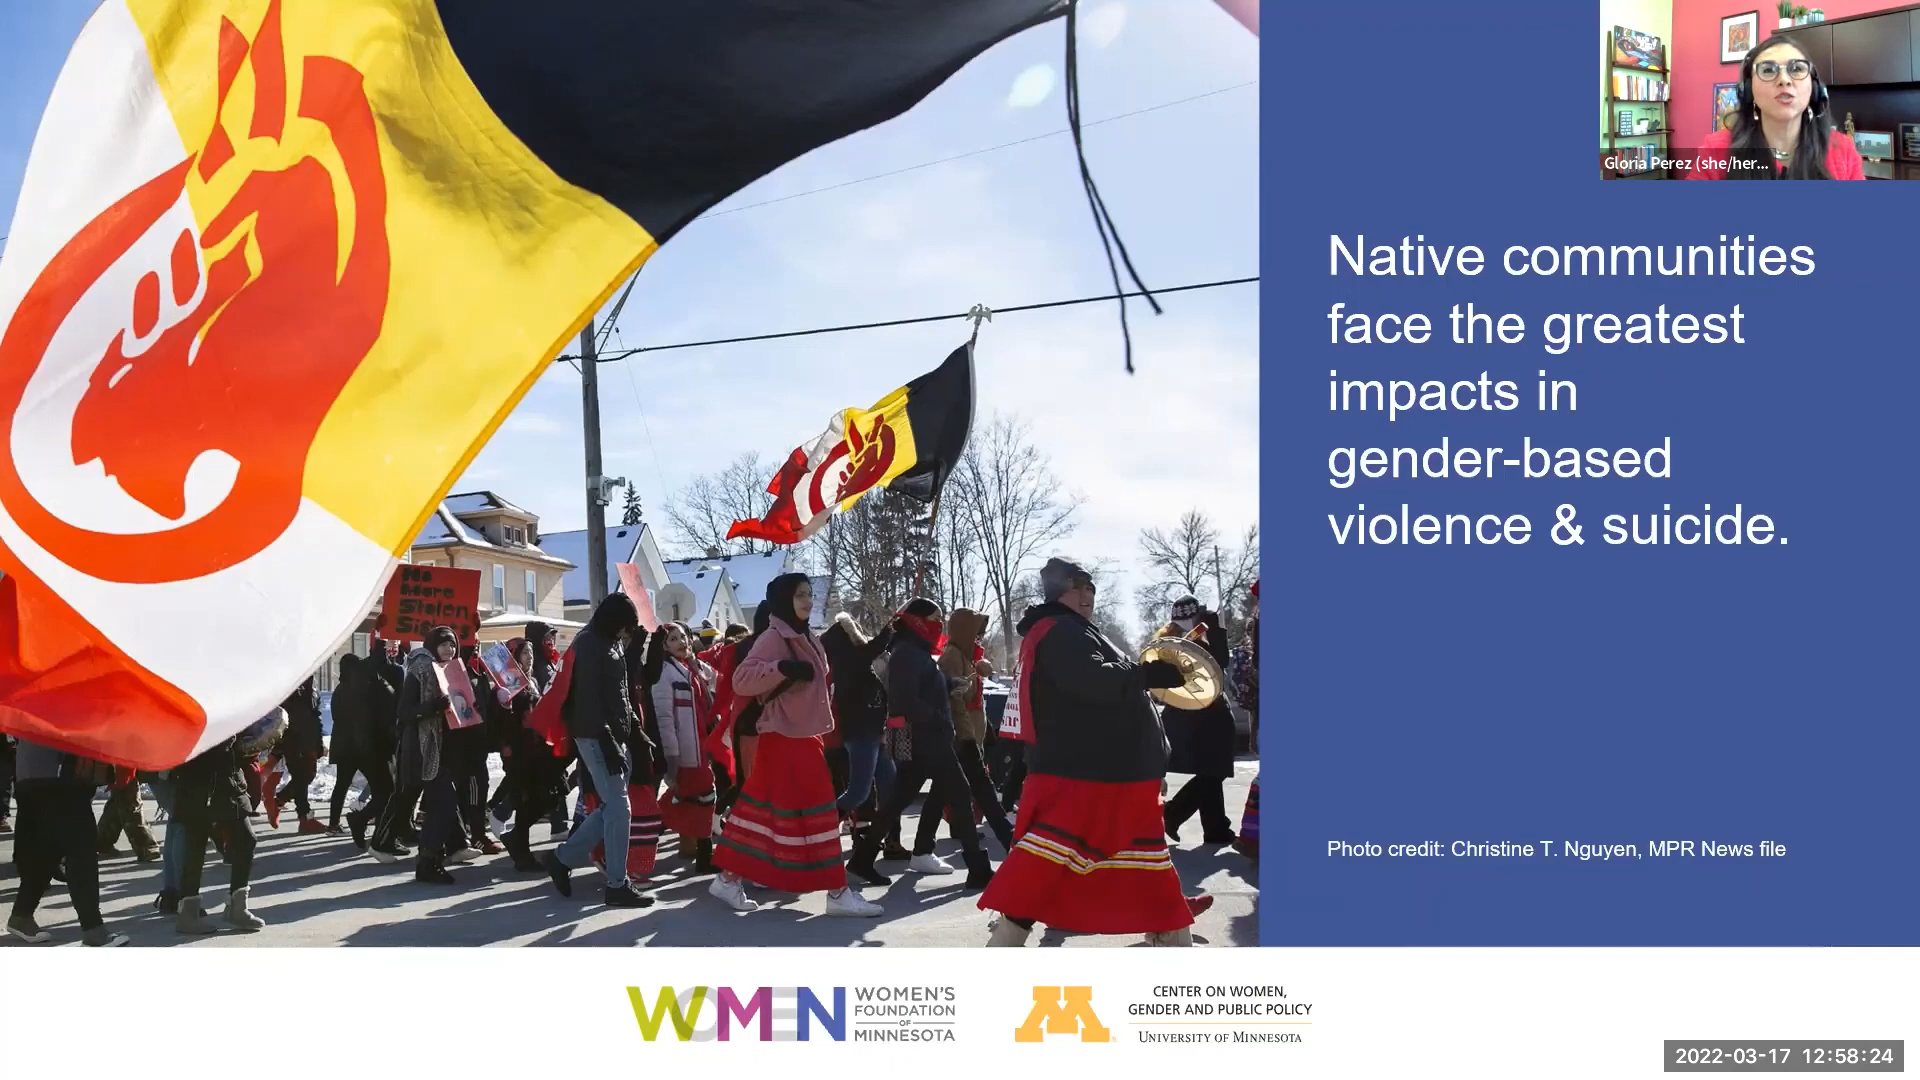 Gloria Perez (she/her...
Native communities
face the greatest
impacts in
gender-based
violence & suicide.
Photo credit: Christine T. Nguyen, MPR News file
No
More
Stolen
Sisters
WOMEN
WOMEN'S
FOUNDATION
OF
MINNESOTA
M
CENTER ON WOMEN,
GENDER AND PUBLIC POLICY
UNIVERSITY OF MINNESOTA
2022-03-17 12:58:24